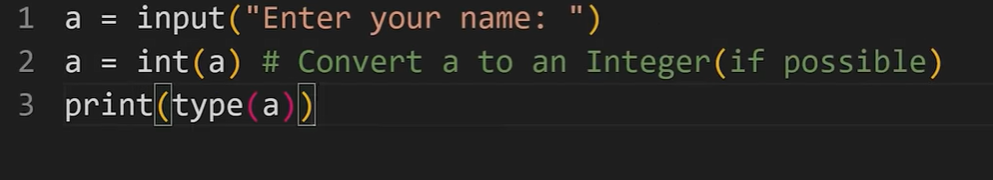 1 a = input("Enter your name: ")
2 a = int(a) # Convert a to an Integer(if possible)
3 print(type(a))